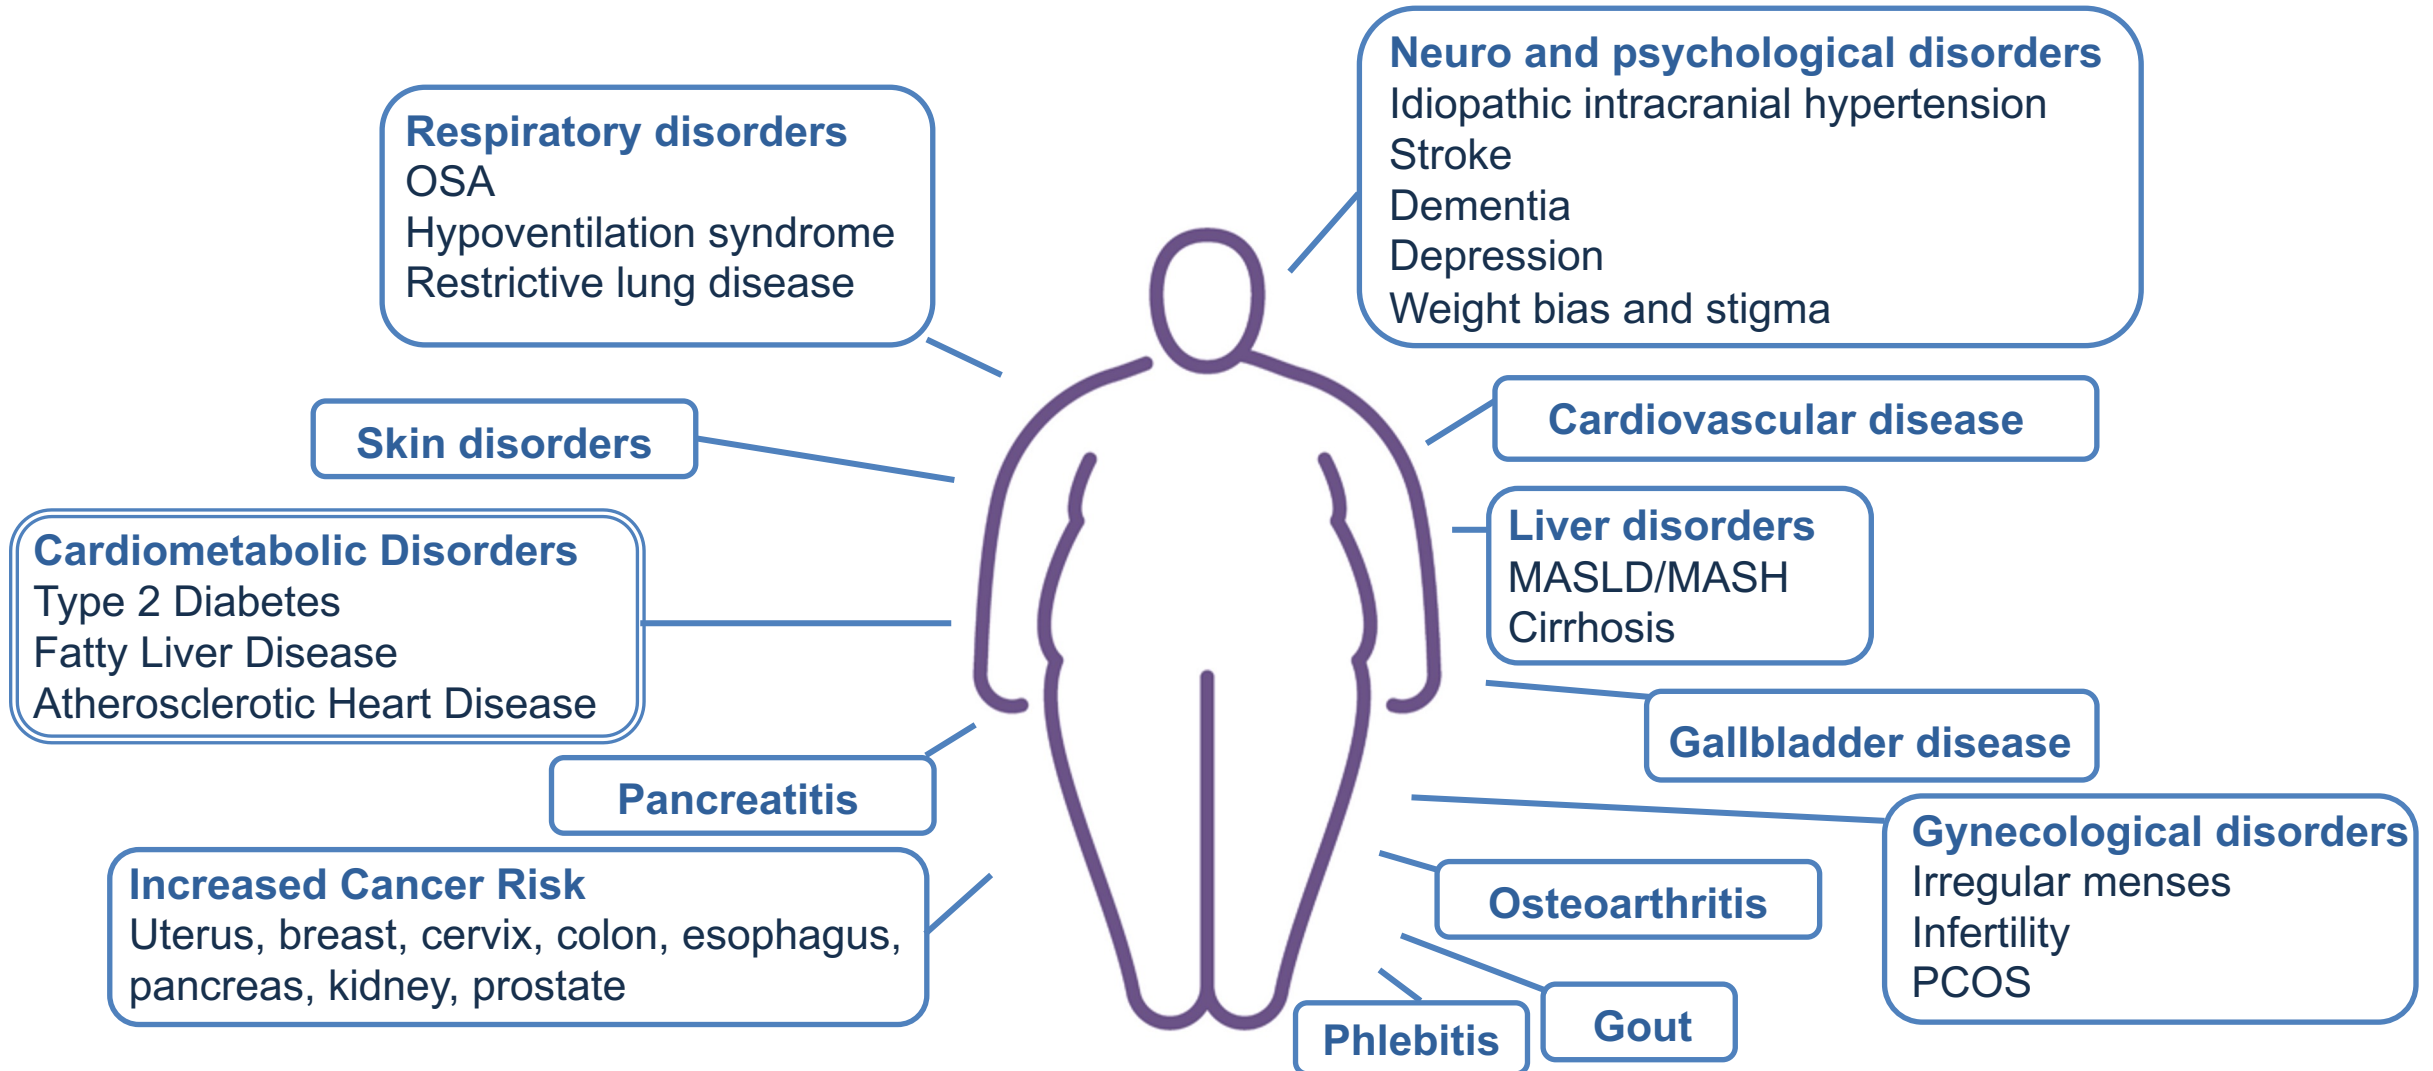 Neuro and psychological disorders
Idiopathic intracranial hypertension
Stroke
Dementia
Depression
Weight bias and stigma
Respiratory disorders
OSA
Hypoventilation syndrome
Restrictive lung disease
Skin disorders
Cardiovascular disease
Cardiometabolic Disorders
Type 2 Diabetes
Fatty Liver Disease
Atherosclerotic Heart Disease
Liver disorders
MASLD/MASH
Cirrhosis
Pancreatitis
Gallbladder disease
Increased Cancer Risk
Uterus, breast, cervix, colon, esophagus,
pancreas, kidney, prostate
Gynecological disorders
Irregular menses
Infertility
PCOS
Osteoarthritis
Gout
Phlebitis